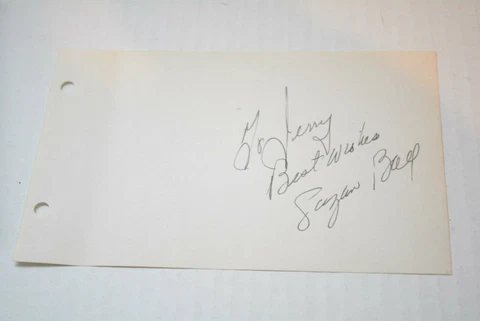 To Jerry
Best Wishes
Suzan Ball